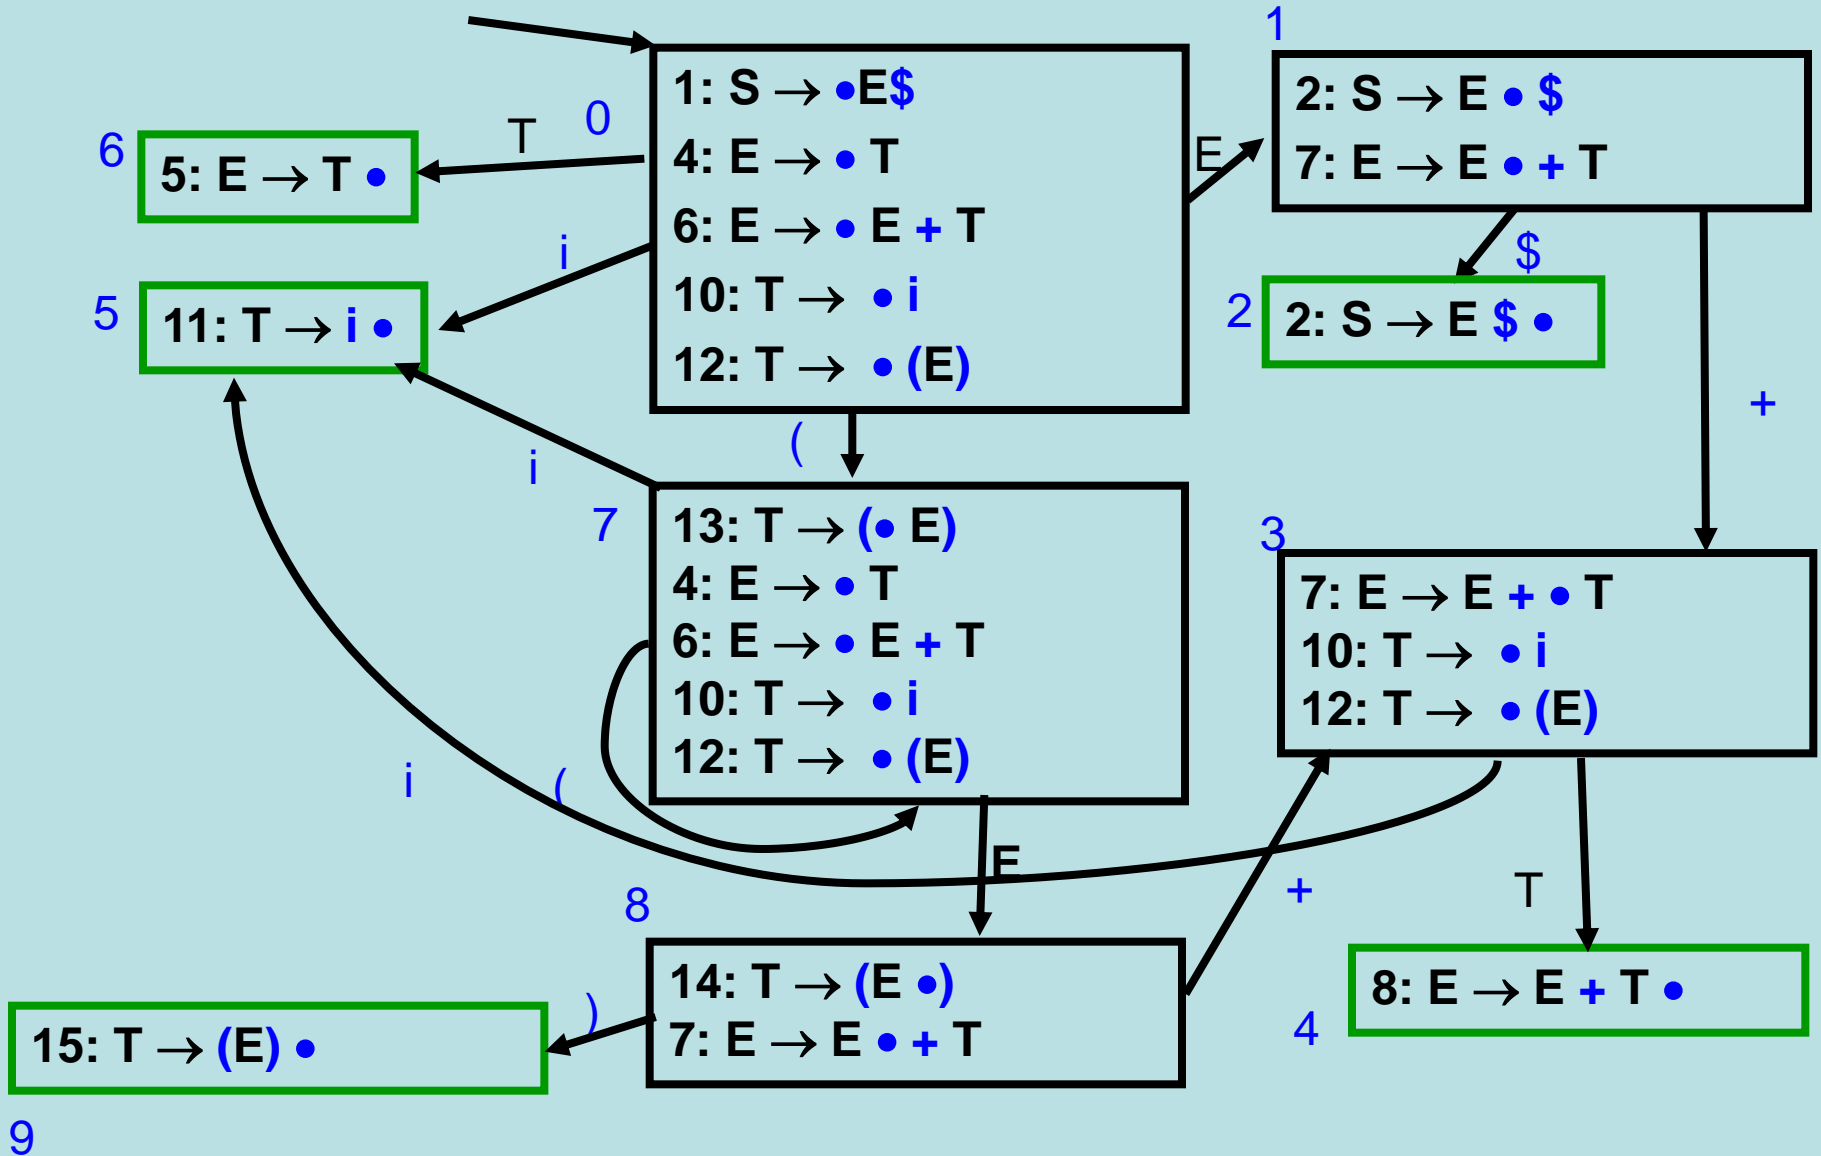 1
0
1: S → •E$
4: E → • T
6: E → • E + T
10: T → • i
12: T → • (E)
E
2: S → E • $
7: E → E • + T
6
T
5: E → T •
i
5
11: T → i •
$
2
2: S → E $ •
+
(
i
7
13: T → (• E)
4: E → • T
6: E → • E + T
10: T → • i
12: T → • (E)
3
7: E → E + • T
10: T → • i
12: T → • (E)
i
(
E
+
T
8
14: T → (E •)
7: E → E • + T
)
4
8: E → E + T •
15: T → (E) •
9